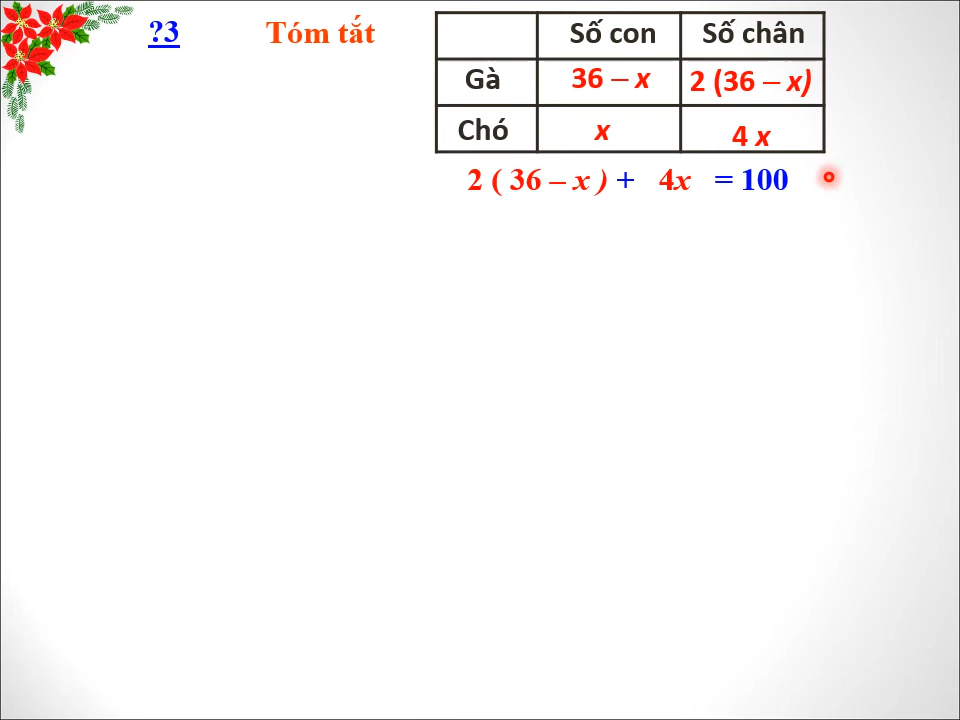 ?3 Tóm tắt
Số con Số chân
Gà 36 – x 2 (36 – x)
Chó x 4 x
2 ( 36 – x ) + 4x = 100